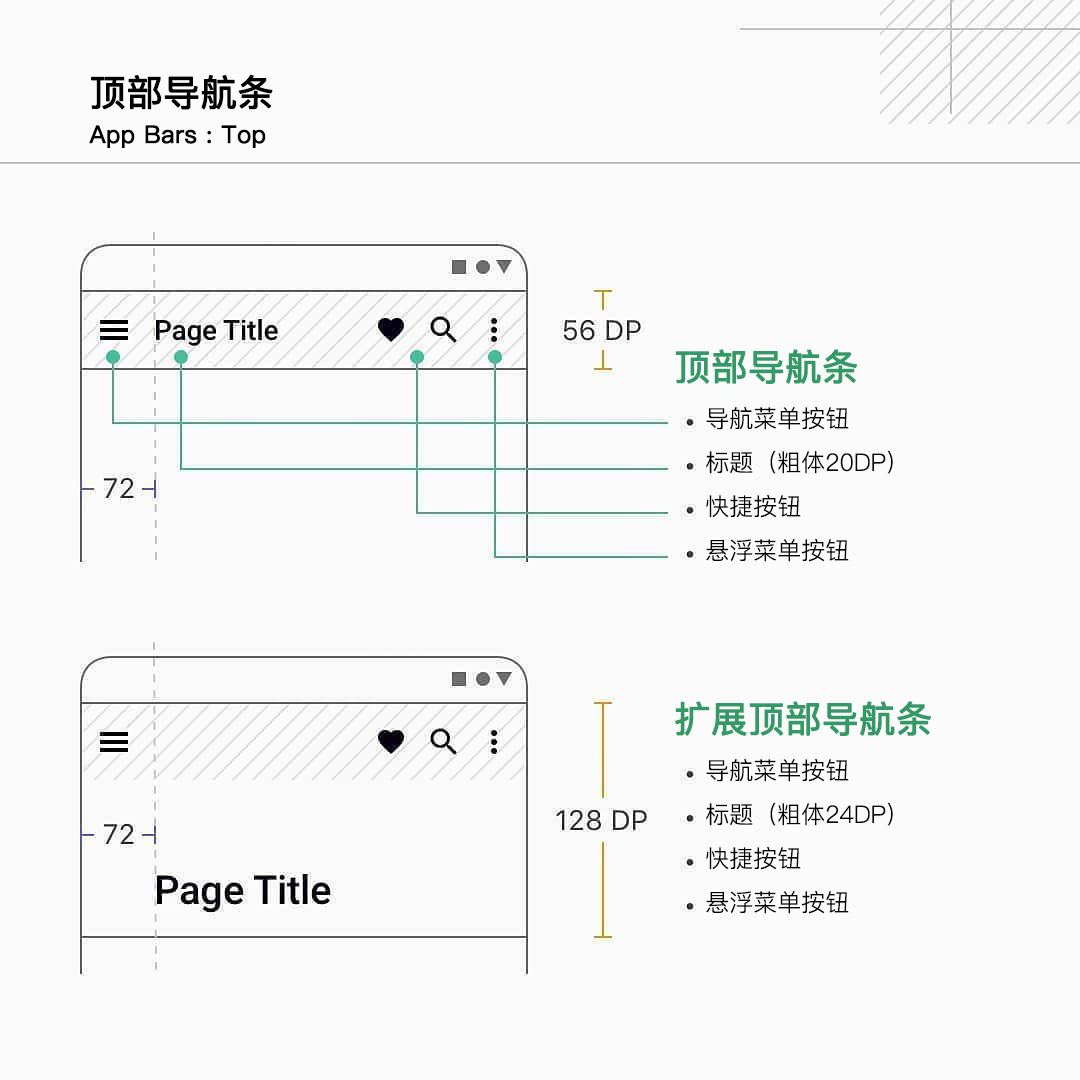 顶部导航条
App Bars : Top
Page Title
56 DP
顶部导航条
导航菜单按钮
标题（粗体20DP）
72
快捷按钮
悬浮菜单按钮
扩展顶部导航条
导航菜单按钮
128 DP
标题（粗体24DP）
72
快捷按钮
Page Title
悬浮菜单按钮